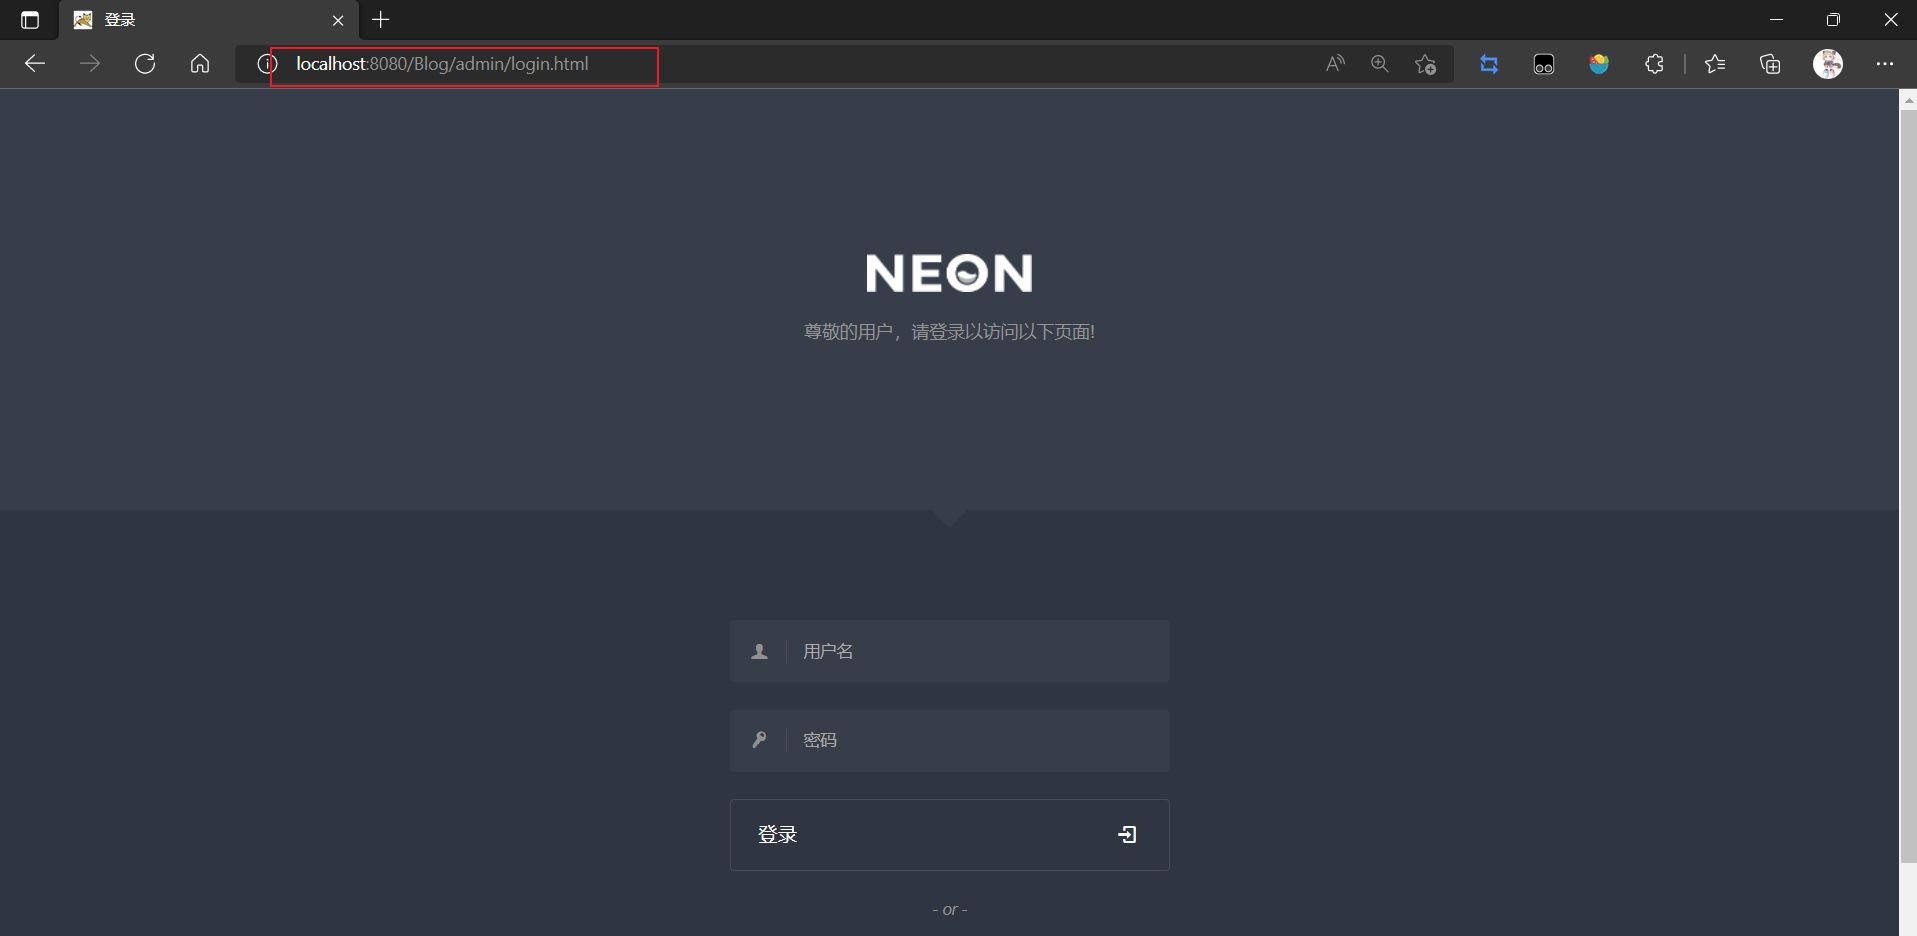 登录
localhost:8080/Blog/admin/login.html
NEON
尊敬的用户，请登录以访问以下页面!
用户名
密码
登录
- or -